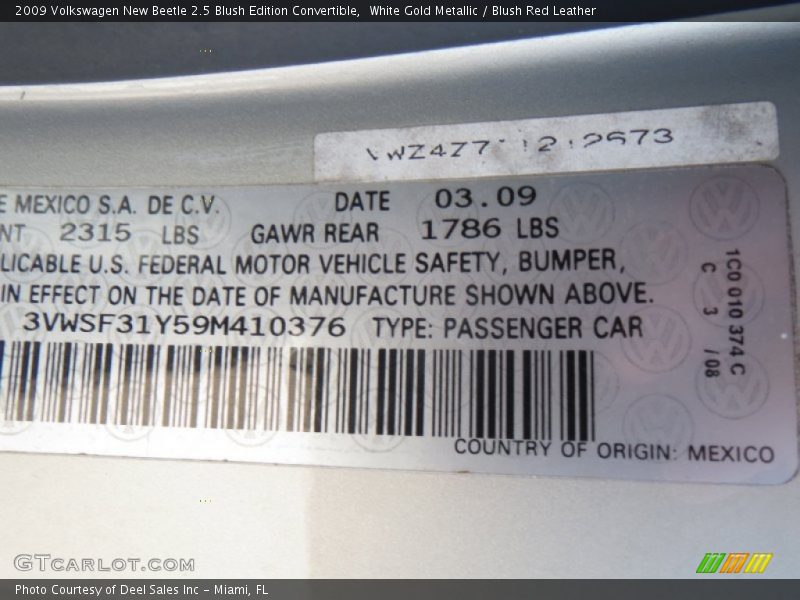 2009 Volkswagen New Beetle 2.5 Blush Edition Convertible,  White Gold Metallic / Blush Red Leather
E MEXICO S.A. DE C.V. DATE 03.09
NT 2315 LBS GAWR REAR 1786 LBS
LICABLE U.S. FEDERAL MOTOR VEHICLE SAFETY, BUMPER,
IN EFFECT ON THE DATE OF MANUFACTURE SHOWN ABOVE.
3VWSF31Y59M410376 TYPE: PASSENGER CAR
COUNTRY OF ORIGIN: MEXICO
1C0 010 374 C
C 3 /08
GTCARLOT.COM
Photo Courtesy of Deel Sales Inc - Miami, FL